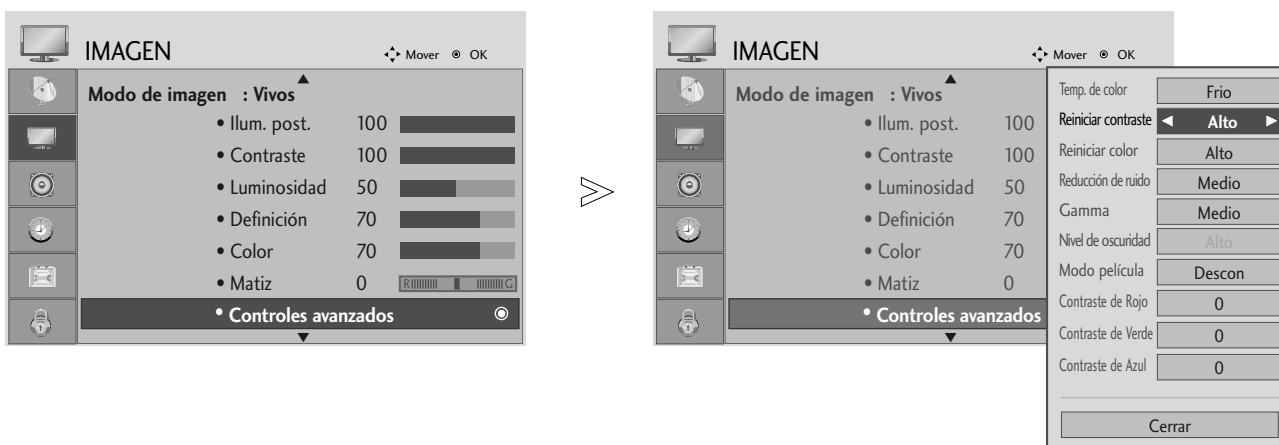 IMAGEN
Mover OK
Modo de imagen : Vivos
• Ilum. post. 100
• Contraste 100
• Luminosidad 50
• Definición 70
• Color 70
• Matiz 0 R G
• Controles avanzados
IMAGEN
Mover OK
Modo de imagen : Vivos
• Ilum. post. 100
• Contraste 100
• Luminosidad 50
• Definición 70
• Color 70
• Matiz 0
• Controles avanzados
Temp. de color Frio
Reiniciar contraste Alto
Reiniciar color Alto
Reducción de ruido Medio
Gamma Medio
Nivel de oscuridad Alto
Modo película Descon
Contraste de Rojo 0
Contraste de Verde 0
Contraste de Azul 0
Cerrar